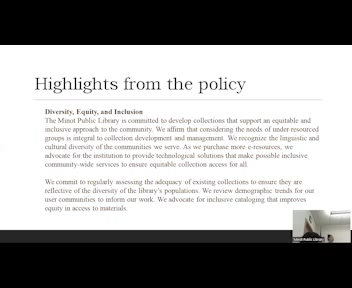 Highlights from the policy
Diversity, Equity, and Inclusion
The Minot Public Library is committed to develop collections that support an equitable and
inclusive approach to the community. We affirm that considering the needs of under-resourced
groups is integral to collection development and management. We recognize the linguistic and
cultural diversity of the communities we serve. As we purchase more e-resources, we
advocate for the institution to provide technological solutions that make possible inclusive
community-wide services to ensure equitable collection access for all.
We commit to regularly assessing the adequacy of existing collections to ensure they are
reflective of the diversity of the library's populations. We review demographic trends for our
user communities to inform our work. We advocate for inclusive cataloging that improves
equity in access to materials.
Minot Public Library